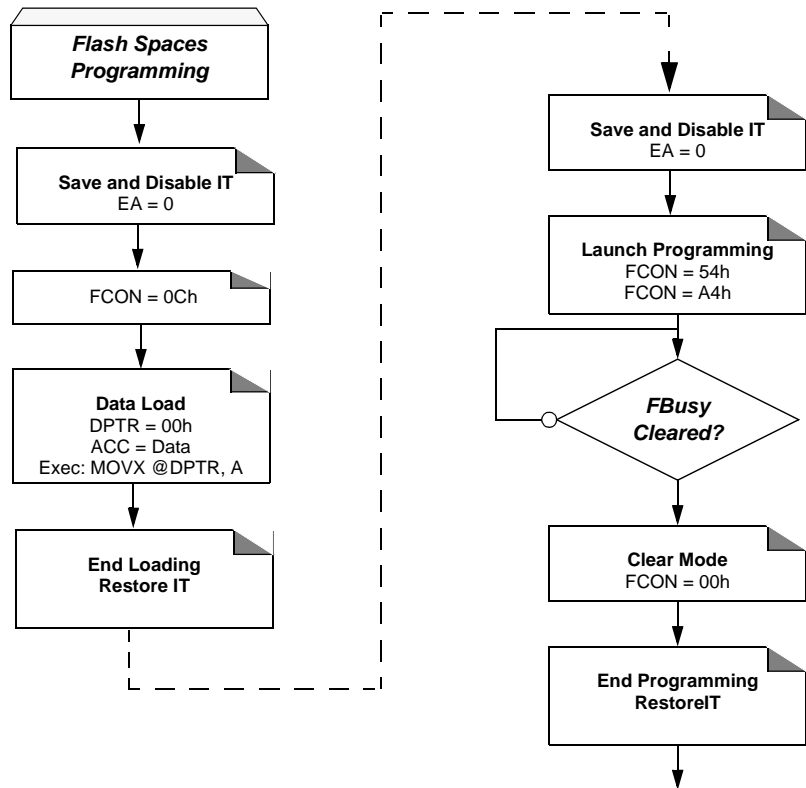 Flash Spaces
Programming
Save and Disable IT
EA = 0
FCON = 0Ch
Data Load
DPTR = 00h
ACC = Data
Exec: MOVX @DPTR, A
End Loading
Restore IT
Save and Disable IT
EA = 0
Launch Programming
FCON = 54h
FCON = A4h
FBusy
Cleared?
Clear Mode
FCON = 00h
End Programming
RestoreIT